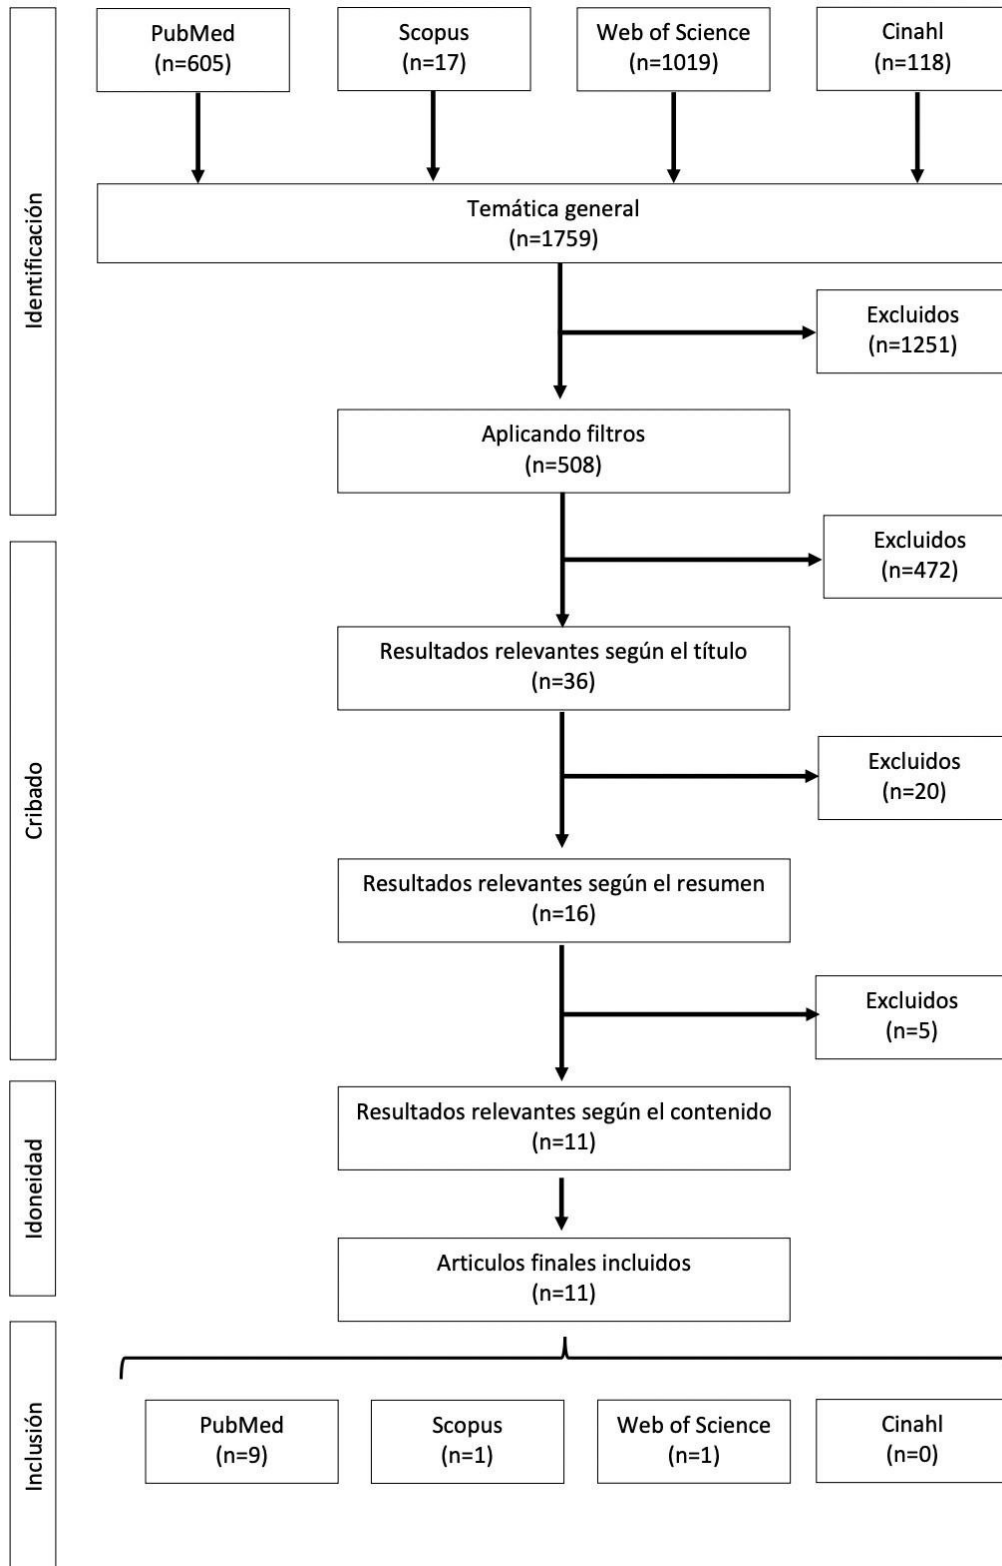 PubMed
(n=605)
Scopus
(n=17)
Web of Science
(n=1019)
Cinahl
(n=118)
Identificación
Temática general
(n=1759)
Excluidos
(n=1251)
Aplicando filtros
(n=508)
Cribado
Excluidos
(n=472)
Resultados relevantes según el título
(n=36)
Excluidos
(n=20)
Resultados relevantes según el resumen
(n=16)
Excluidos
(n=5)
Idoneidad
Resultados relevantes según el contenido
(n=11)
Articulos finales incluidos
(n=11)
Inclusión
PubMed
(n=9)
Scopus
(n=1)
Web of Science
(n=1)
Cinahl
(n=0)